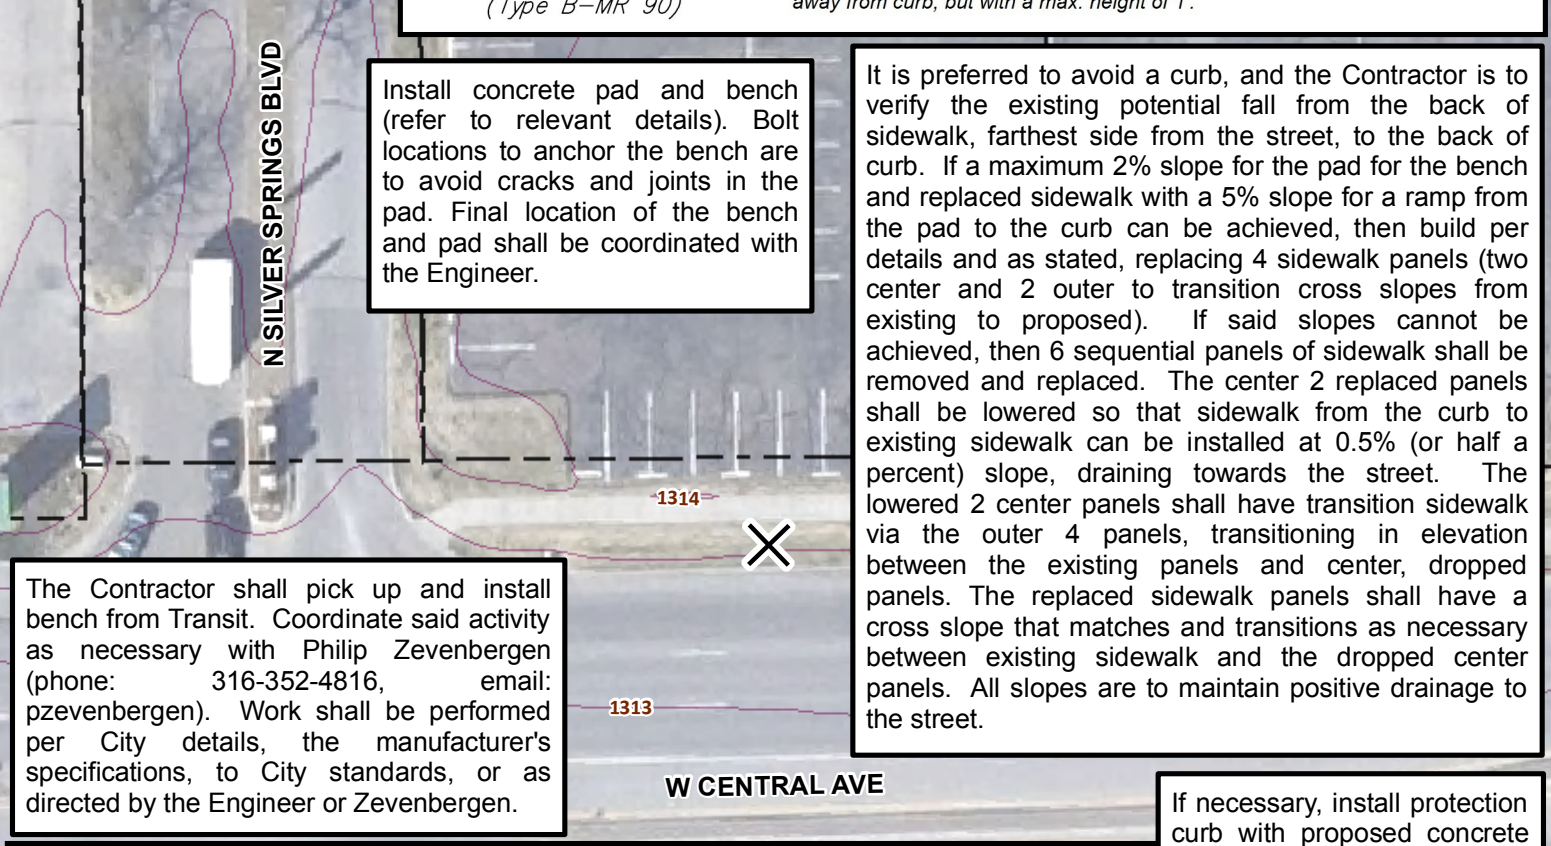 (Type B-MR 90)
away from curb, but with a max. height of 1'.
N SILVER SPRINGS BLVD
Install concrete pad and bench
(refer to relevant details). Bolt
locations to anchor the bench are
to avoid cracks and joints in the
pad. Final location of the bench
and pad shall be coordinated with
the Engineer.
It is preferred to avoid a curb, and the Contractor is to
verify the existing potential fall from the back of
sidewalk, farthest side from the street, to the back of
curb. If a maximum 2% slope for the pad for the bench
and replaced sidewalk with a 5% slope for a ramp from
the pad to the curb can be achieved, then build per
details and as stated, replacing 4 sidewalk panels (two
center and 2 outer to transition cross slopes from
existing to proposed). If said slopes cannot be
achieved, then 6 sequential panels of sidewalk shall be
removed and replaced. The center 2 replaced panels
shall be lowered so that sidewalk from the curb to
existing sidewalk can be installed at 0.5% (or half a
percent) slope, draining towards the street. The
lowered 2 center panels shall have transition sidewalk
via the outer 4 panels, transitioning in elevation
between the existing panels and center, dropped
panels. The replaced sidewalk panels shall have a
cross slope that matches and transitions as necessary
between existing sidewalk and the dropped center
panels. All slopes are to maintain positive drainage to
the street.
1314
The Contractor shall pick up and install
bench from Transit. Coordinate said activity
as necessary with Philip Zevenbergen
(phone: 316-352-4816, email:
pzevenbergen). Work shall be performed
per City details, the manufacturer's
specifications, to City standards, or as
directed by the Engineer or Zevenbergen.
1313
W CENTRAL AVE
If necessary, install protection
curb with proposed concrete